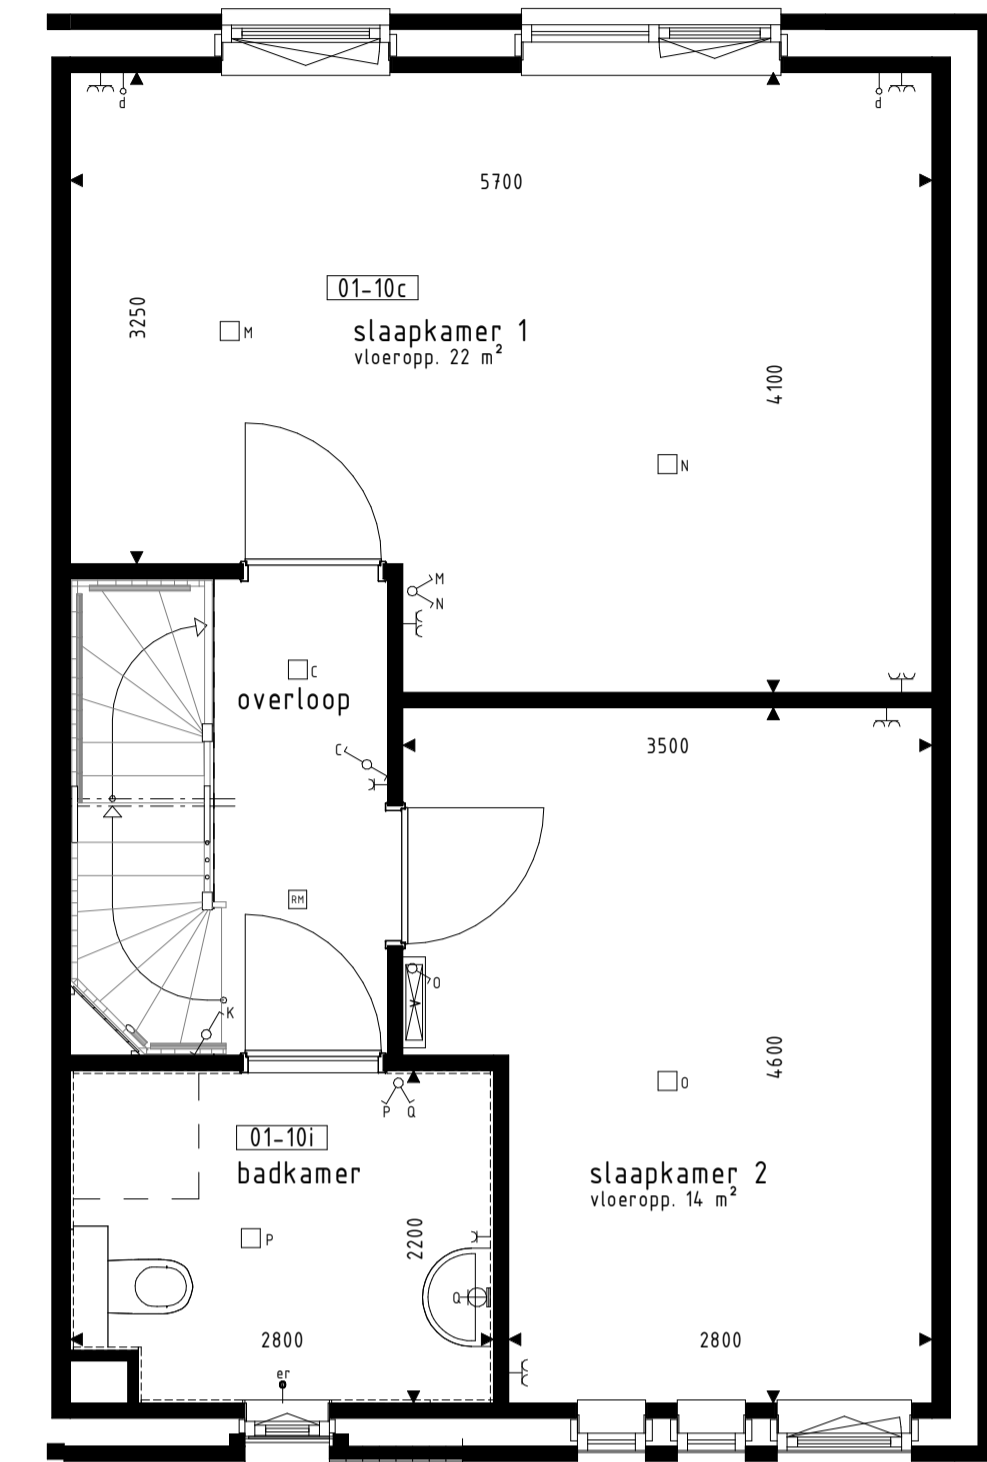 d
d
5700
01-10c
3250
M
slaapkamer 1
vloeropp. 22 m²
4100
N
M
N
C
overloop
3500
C
RM
O
K
4600
P Q
O
01-10i
badkamer
slaapkamer 2
vloeropp. 14 m²
2200
P
Q
2800
2800
er